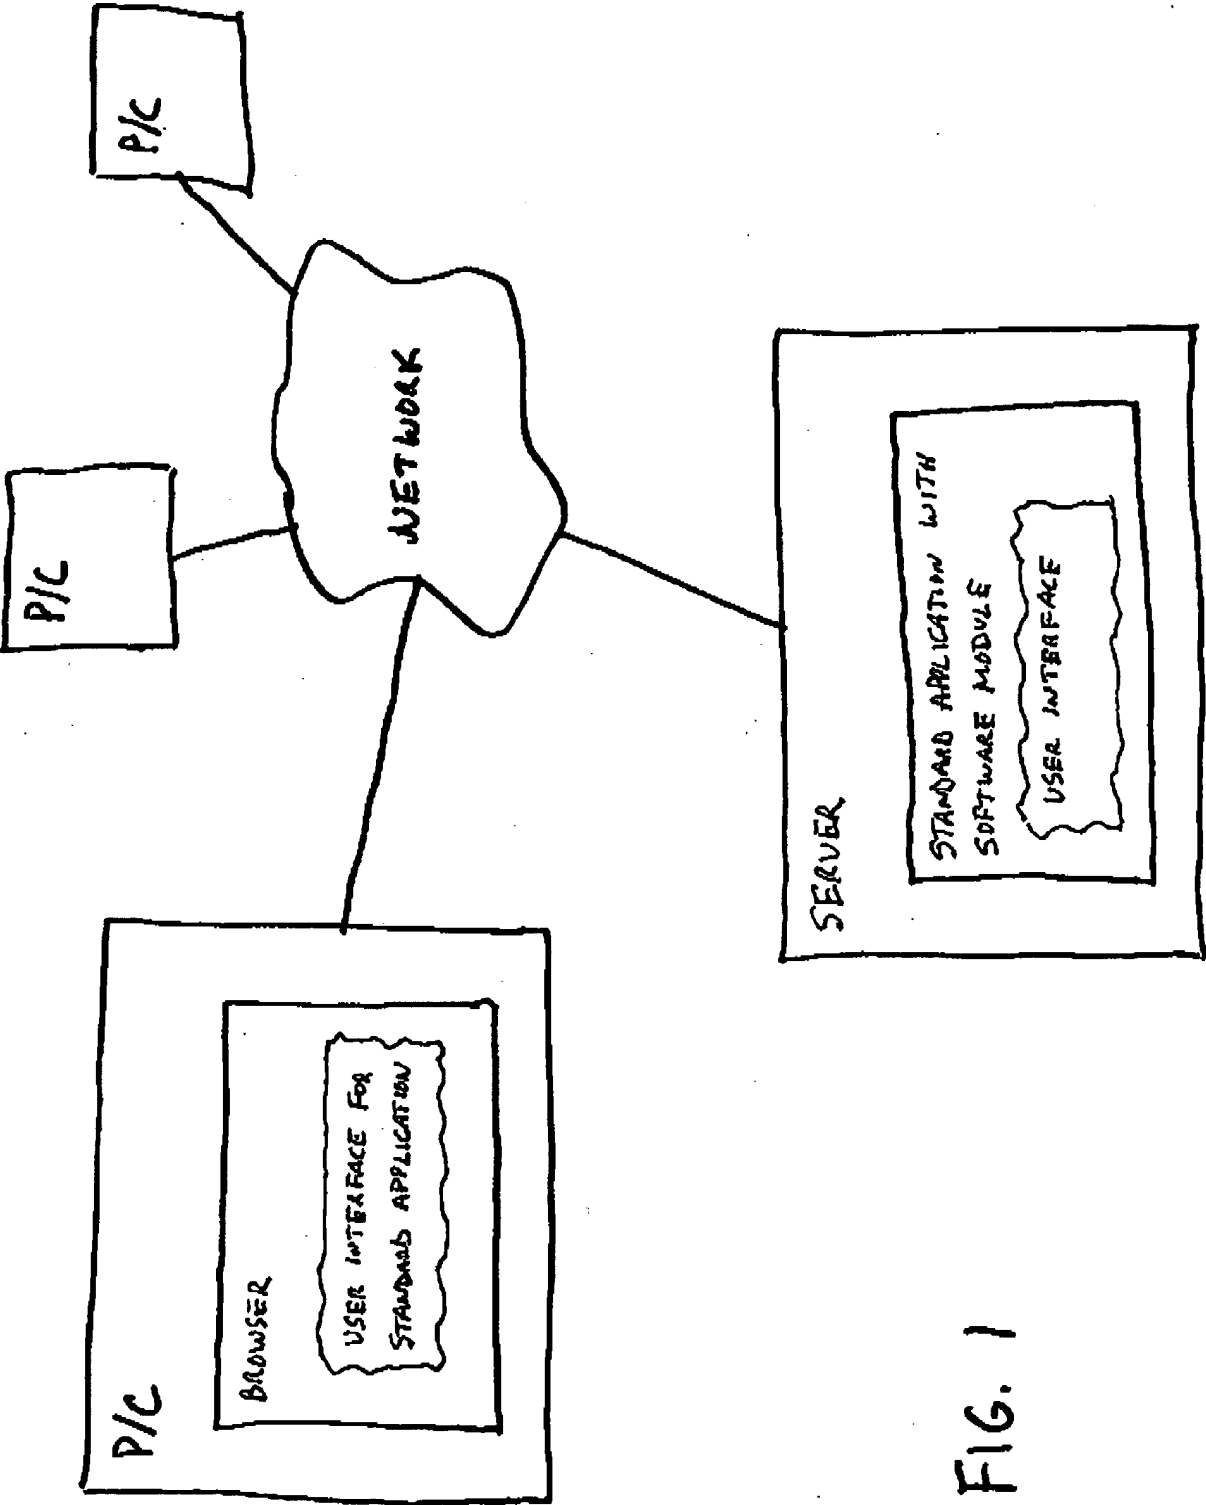 P/C
BROWSER
USER INTERFACE FOR
STANDARD APPLICATION
P/C
P/C
NETWORK
SERVER
STANDARD APPLICATION WITH
SOFTWARE MODULE
USER INTERFACE
FIG. 1